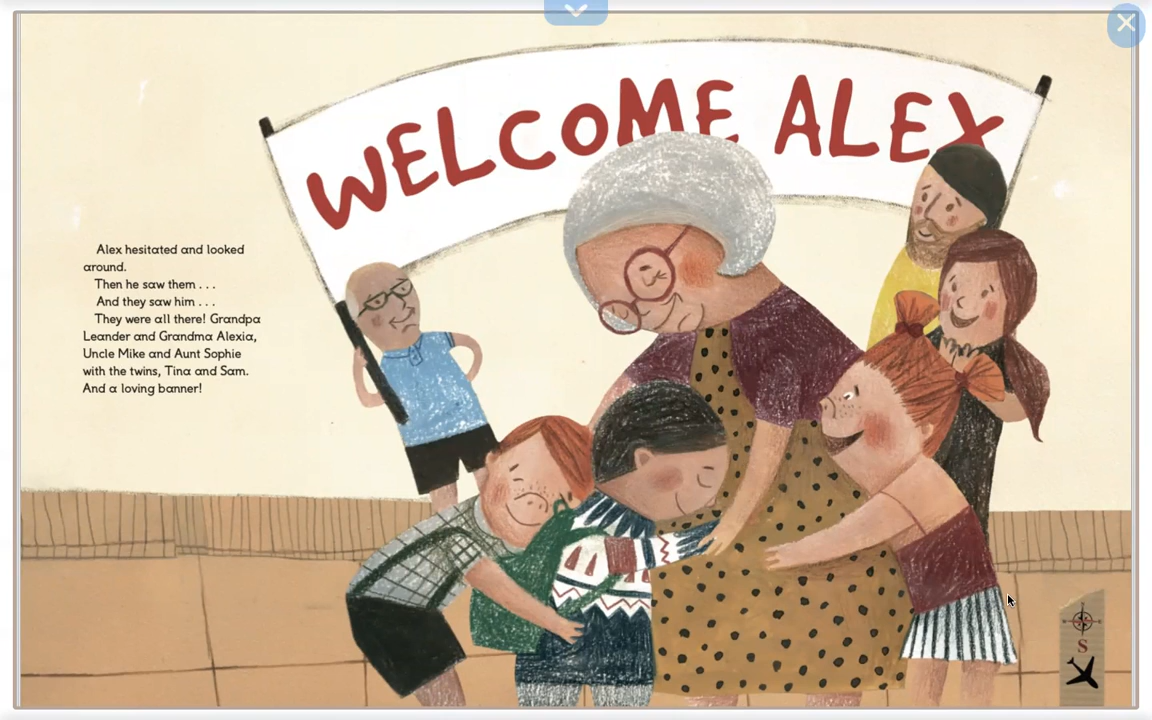 WELCOME ALEX
Alex hesitated and looked
around.
Then he saw them . . .
And they saw him . . .
They were all there! Grandpa
Leander and Grandma Alexia,
Uncle Mike and Aunt Sophie
with the twins, Tina and Sam.
And a loving banner!
S